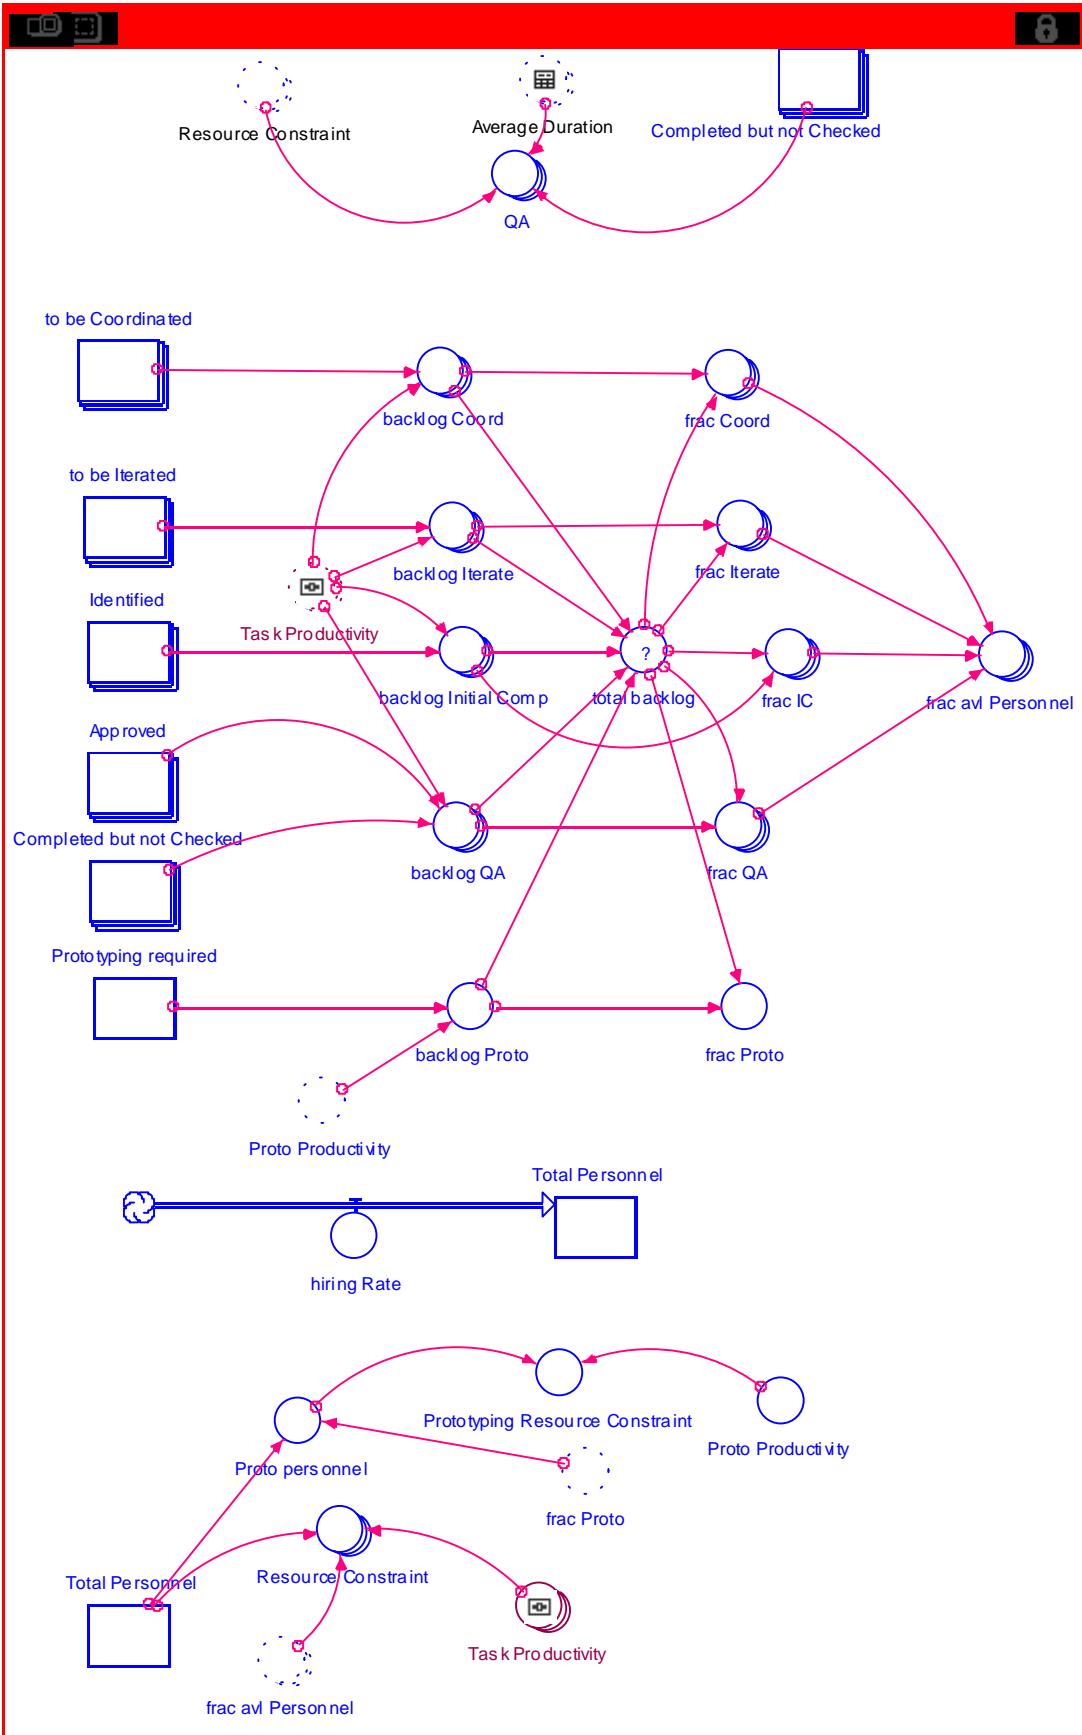 Resource Constraint
Average Duration
Completed but not Checked
QA
to be Coordinated
backlog Coord
frac Coord
to be Iterated
backlog Iterate
frac Iterate
Identified
Task Productivity
backlog Initial Comp
?
total backlog
frac IC
frac avl Personnel
Approved
Completed but not Checked
backlog QA
frac QA
Prototyping required
backlog Proto
frac Proto
Proto Productivity
Total Personnel
hiring Rate
Prototyping Resource Constraint
Proto Productivity
Proto personnel
frac Proto
Total Personnel
Resource Constraint
Task Productivity
frac avl Personnel